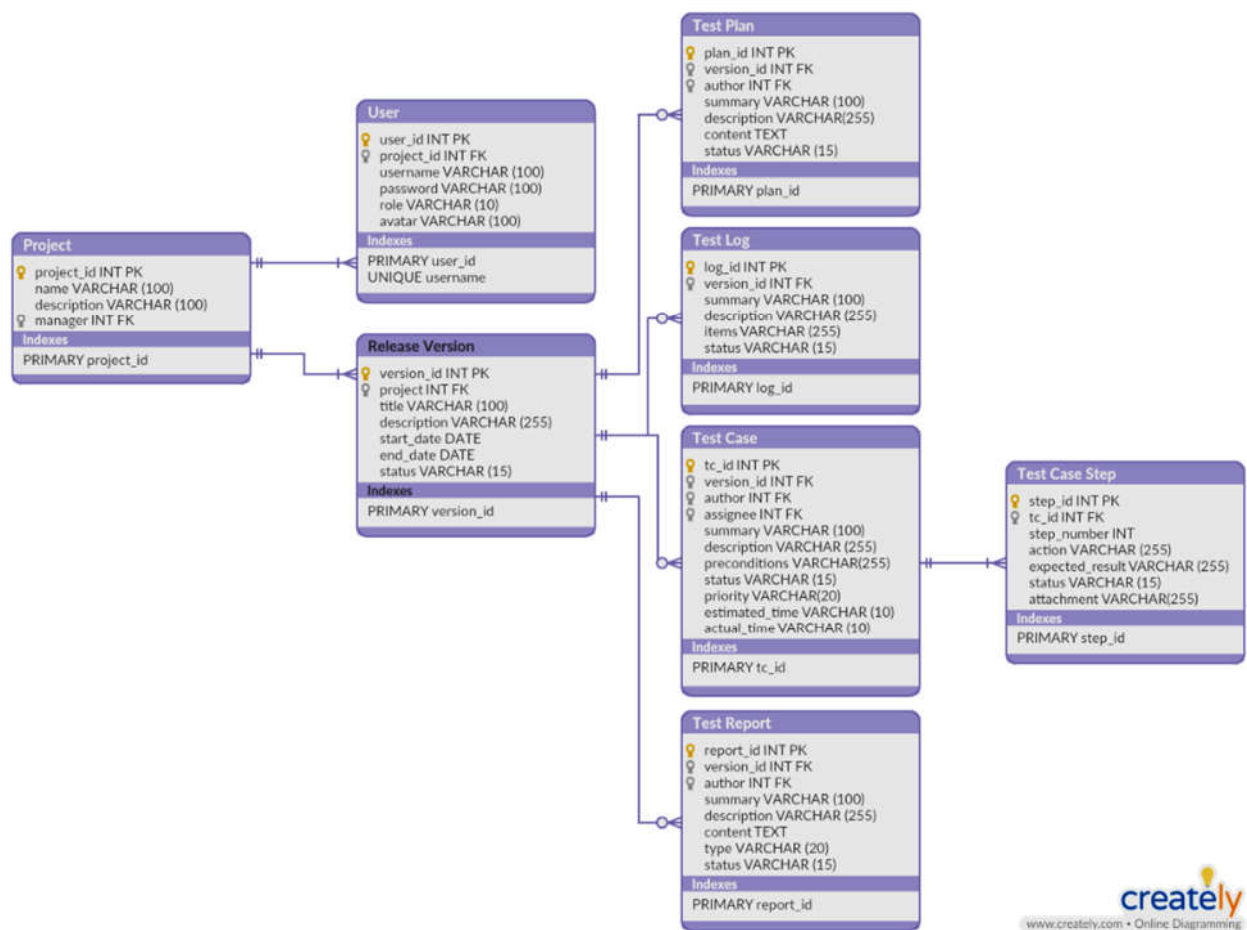 Project
project_id INT PK
name VARCHAR (100)
description VARCHAR (100)
manager INT FK
Indexes
PRIMARY project_id
User
user_id INT PK
project_id INT FK
username VARCHAR (100)
password VARCHAR (100)
role VARCHAR (10)
avatar VARCHAR (100)
Indexes
PRIMARY user_id
UNIQUE username
Release Version
version_id INT PK
project INT FK
title VARCHAR (100)
description VARCHAR (255)
start_date DATE
end_date DATE
status VARCHAR (15)
Indexes
PRIMARY version_id
Test Plan
plan_id INT PK
version_id INT FK
author INT FK
summary VARCHAR (100)
description VARCHAR(255)
content TEXT
status VARCHAR (15)
Indexes
PRIMARY plan_id
Test Log
log_id INT PK
version_id INT FK
summary VARCHAR (100)
description VARCHAR (255)
items VARCHAR (255)
status VARCHAR (15)
Indexes
PRIMARY log_id
Test Case
tc_id INT PK
version_id INT FK
author INT FK
assignee INT FK
summary VARCHAR (100)
description VARCHAR (255)
preconditions VARCHAR(255)
status VARCHAR (15)
priority VARCHAR(20)
estimated_time VARCHAR (10)
actual_time VARCHAR (10)
Indexes
PRIMARY tc_id
Test Case Step
step_id INT PK
tc_id INT FK
step_number INT
action VARCHAR (255)
expected_result VARCHAR (255)
status VARCHAR (15)
attachment VARCHAR(255)
Indexes
PRIMARY step_id
Test Report
report_id INT PK
version_id INT FK
author INT FK
summary VARCHAR (100)
description VARCHAR (255)
content TEXT
type VARCHAR (20)
status VARCHAR (15)
Indexes
PRIMARY report_id
creately
www.creately.com • Online Diagramming